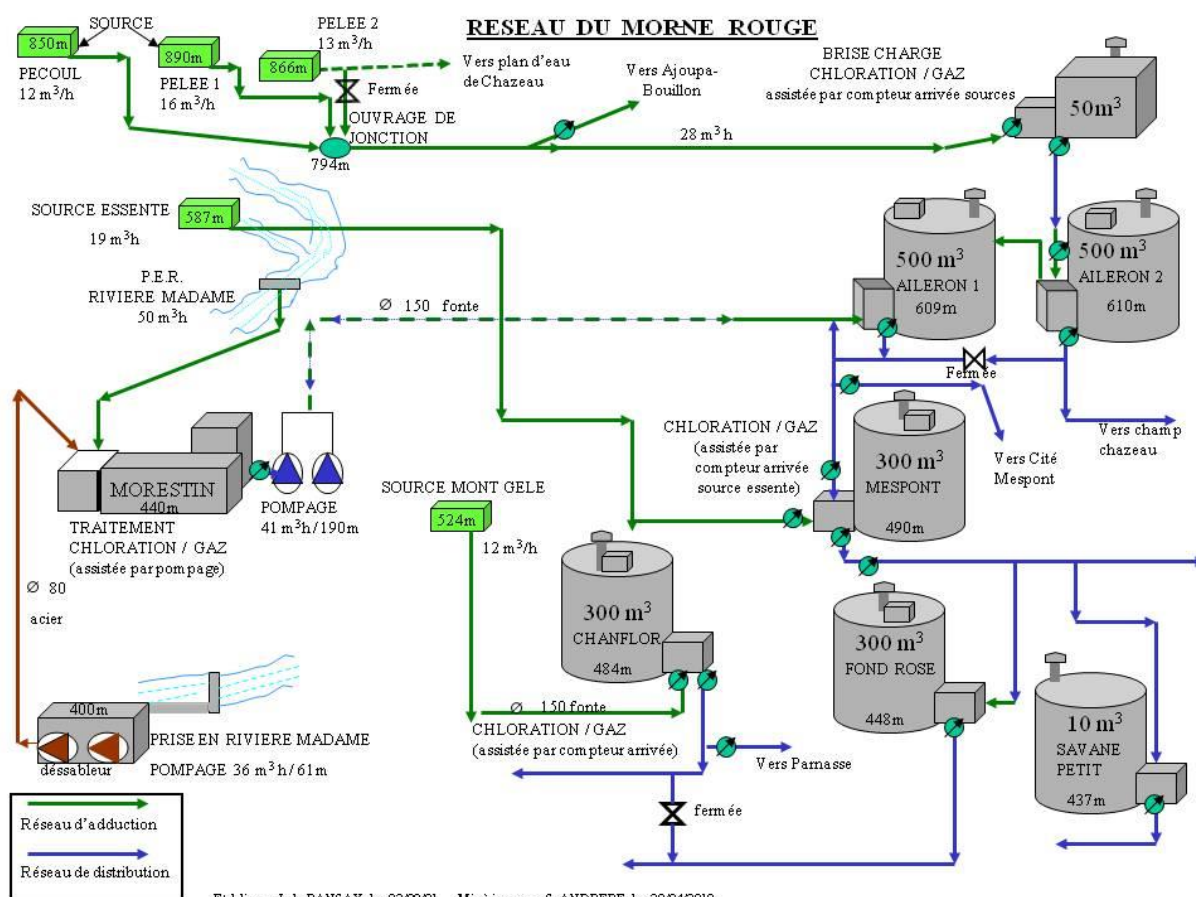 RESEAU DU MORNE ROUGE
SOURCE
850m
PECOUL
12 m³/h
890m
PELEE 1
16 m³/h
PELEE 2
13 m³/h
866m
Fermée
Vers plan d'eau
de Chazeau
OUVRAGE DE
JONCTION
794m
Vers Ajoupa-
Bouillon
28 m³h
BRISE CHARGE
CHLORATION / GAZ
assistée par compteur arrivée sources
50m³
SOURCE ESSENTE
587m
19 m³h
P.E.R.
RIVIERE MADAME
50 m³h
Ø 150 fonte
500 m³
AILERON 1
609m
500 m³
AILERON 2
610m
Fermée
Vers champ
chazeau
Vers Cité
Mespont
CHLORATION / GAZ
(assistée par
compteur arrivée
source essente)
300 m³
MESPONT
490m
MORESTIN
440m
TRAITEMENT
CHLORATION / GAZ
(assistée par pompage)
POMPAGE
41 m³h/190m
SOURCE MONT GELE
524m
12 m³/h
Ø 80
acier
300 m³
CHANFLOR
484m
Ø 150 fonte
CHLORATION / GAZ
(assistée par compteur arrivée)
Vers Parnasse
fermée
300 m³
FOND ROSE
448m
10 m³
SAVANE
PETIT
437m
400m
PRISE EN RIVIERE MADAME
déssableur
POMPAGE 36 m³h/61m
Réseau d'adduction
Réseau de distribution